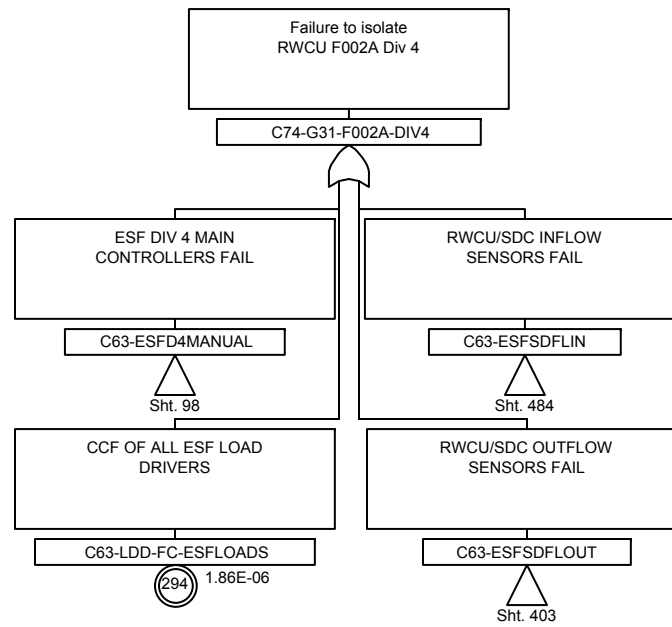 Failure to isolate
RWCU F002A Div 4
C74-G31-F002A-DIV4
ESF DIV 4 MAIN
CONTROLLERS FAIL
C63-ESFD4MANUAL
Sht. 98
RWCU/SDC INFLOW
SENSORS FAIL
C63-ESFSDFLIN
Sht. 484
CCF OF ALL ESF LOAD
DRIVERS
C63-LDD-FC-ESFLOADS
294
1.86E-06
RWCU/SDC OUTFLOW
SENSORS FAIL
C63-ESFSDFLOUT
Sht. 403